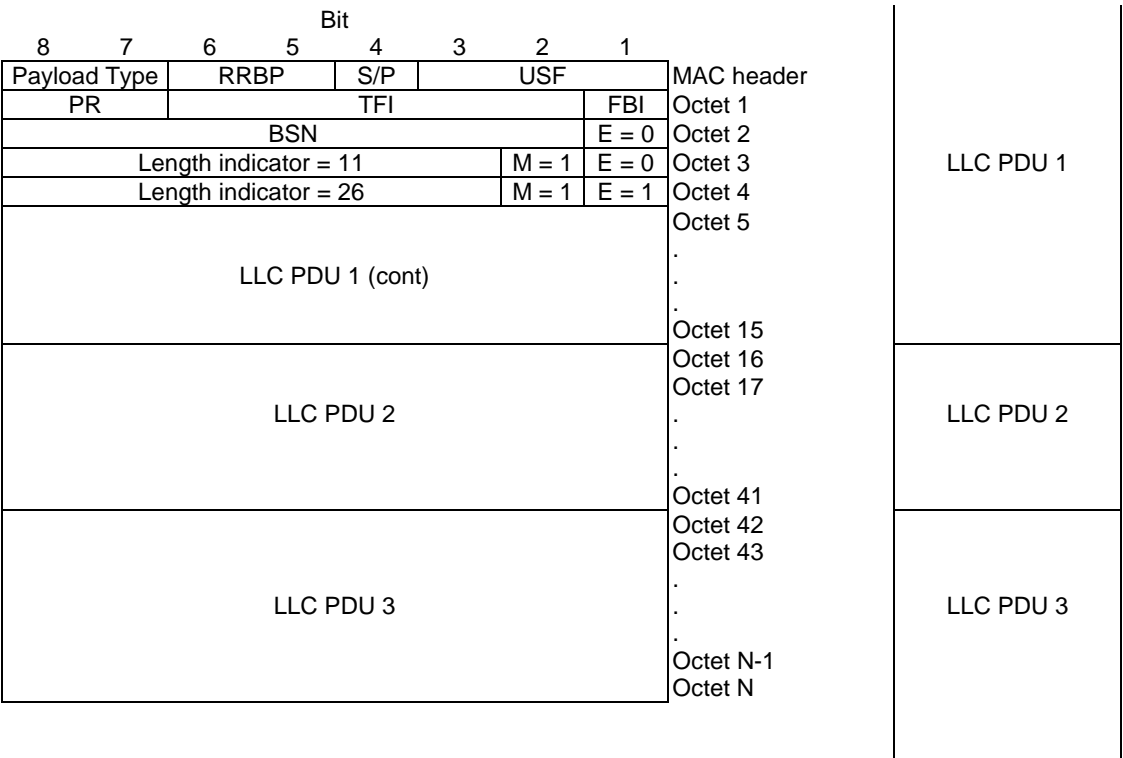 Bit
8 7 6 5 4 3 2 1
Payload Type RRBP S/P USF MAC header
PR TFI FBI Octet 1
BSN E = 0 Octet 2
Length indicator = 11 M = 1 E = 0 Octet 3 LLC PDU 1
Length indicator = 26 M = 1 E = 1 Octet 4
Octet 5
.
LLC PDU 1 (cont) .
.
Octet 15
Octet 16
Octet 17
LLC PDU 2 . LLC PDU 2
.
.
Octet 41
Octet 42
Octet 43
.
LLC PDU 3 . LLC PDU 3
.
Octet N-1
Octet N